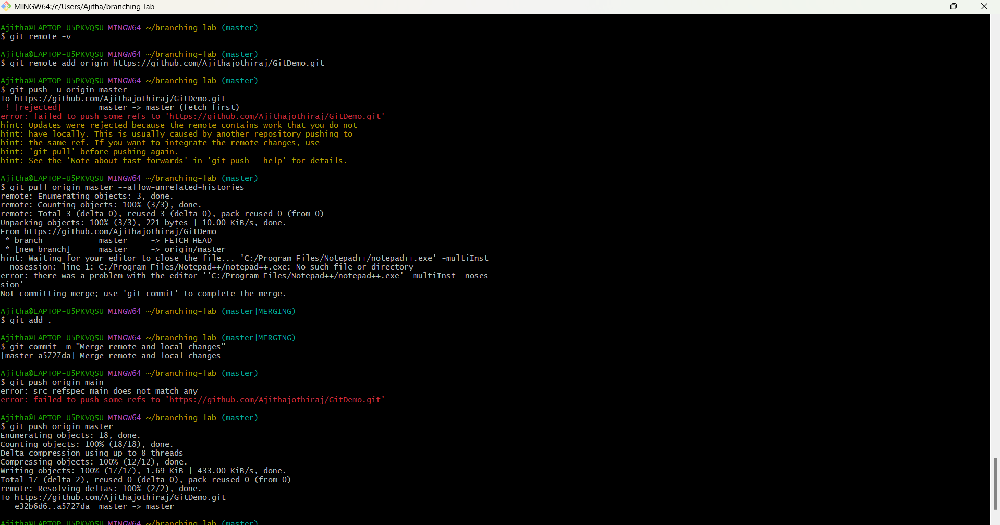 MINGW64:/c/Users/Ajitha/branching-lab
Ajitha@LAPTOP-U5PKVQSU MINGW64 ~/branching-lab (master)
$ git remote -v
Ajitha@LAPTOP-U5PKVQSU MINGW64 ~/branching-lab (master)
$ git remote add origin https://github.com/Ajithajothiraj/GitDemo.git
Ajitha@LAPTOP-U5PKVQSU MINGW64 ~/branching-lab (master)
$ git push -u origin master
To https://github.com/Ajithajothiraj/GitDemo.git
 ! [rejected]        master -> master (fetch first)
error: failed to push some refs to 'https://github.com/Ajithajothiraj/GitDemo.git'
hint: Updates were rejected because the remote contains work that you do not
hint: have locally. This is usually caused by another repository pushing to
hint: the same ref. If you want to integrate the remote changes, use
hint: 'git pull' before pushing again.
hint: See the 'Note about fast-forwards' in 'git push --help' for details.
Ajitha@LAPTOP-U5PKVQSU MINGW64 ~/branching-lab (master)
$ git pull origin master --allow-unrelated-histories
remote: Enumerating objects: 3, done.
remote: Counting objects: 100% (3/3), done.
remote: Total 3 (delta 0), reused 3 (delta 0), pack-reused 0 (from 0)
Unpacking objects: 100% (3/3), 221 bytes | 10.00 KiB/s, done.
From https://github.com/Ajithajothiraj/GitDemo
 * branch            master     -> FETCH_HEAD
 * [new branch]      master     -> origin/master
hint: Waiting for your editor to close the file... 'C:/Program Files/Notepad++/notepad++.exe' -multiInst
 -nosession: line 1: C:/Program Files/Notepad++/notepad++.exe: No such file or directory
error: there was a problem with the editor ''C:/Program Files/Notepad++/notepad++.exe' -multiInst -noses
sion'
Not committing merge; use 'git commit' to complete the merge.
Ajitha@LAPTOP-U5PKVQSU MINGW64 ~/branching-lab (master|MERGING)
$ git add .
Ajitha@LAPTOP-U5PKVQSU MINGW64 ~/branching-lab (master|MERGING)
$ git commit -m "Merge remote and local changes"
[master a5727da] Merge remote and local changes
Ajitha@LAPTOP-U5PKVQSU MINGW64 ~/branching-lab (master)
$ git push origin main
error: src refspec main does not match any
error: failed to push some refs to 'https://github.com/Ajithajothiraj/GitDemo.git'
Ajitha@LAPTOP-U5PKVQSU MINGW64 ~/branching-lab (master)
$ git push origin master
Enumerating objects: 18, done.
Counting objects: 100% (18/18), done.
Delta compression using up to 8 threads
Compressing objects: 100% (12/12), done.
Writing objects: 100% (17/17), 1.69 KiB | 433.00 KiB/s, done.
Total 17 (delta 2), reused 0 (delta 0), pack-reused 0 (from 0)
remote: Resolving deltas: 100% (2/2), done.
To https://github.com/Ajithajothiraj/GitDemo.git
   e32b6d6..a5727da  master -> master
Ajitha@LAPTOP-U5PKVQSU MINGW64 ~/branching-lab (master)